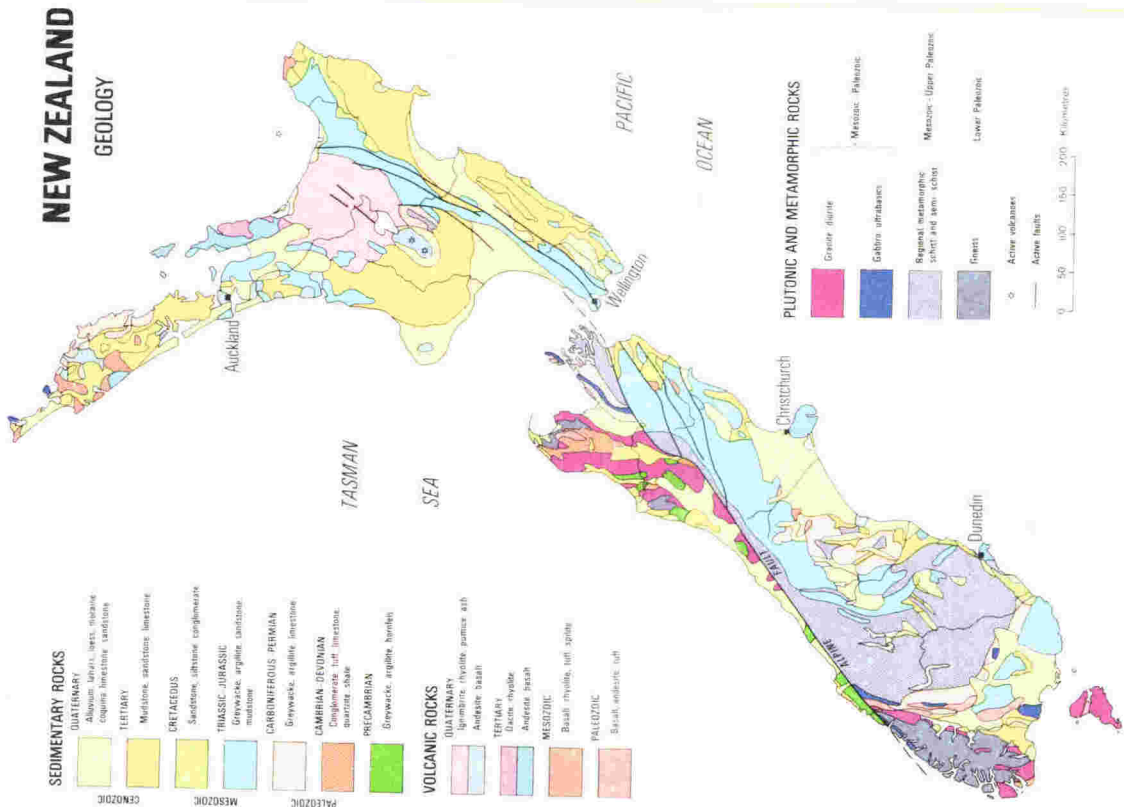 NEW ZEALAND
GEOLOGY
SEDIMENTARY ROCKS
CENOZOIC
QUATERNARY
Alluvium, lahars, loess, moraine
coquina limestone sandstone
TERTIARY
Mudstone, sandstone limestone
MESOZOIC
CRETACEOUS
Sandstone, siltstone conglomerate
TRIASSIC JURASSIC
Greywacke, argillite, sandstone,
mudstone
PALEOZOIC
CARBONIFEROUS PERMIAN
Greywacke, argillite, limestone
CAMBRIAN-DEVONIAN
Conglomerate tuff, limestone,
quartzite shale
PRECAMBRIAN
Greywacke, argillite, hornfels
VOLCANIC ROCKS
QUATERNARY
Ignimbrite, rhyolite, pumice ash
Andesite basalt
TERTIARY
Dacite rhyolite
Andesite basalt
MESOZOIC
Basalt rhyolite, tuff spilite
PALEOZOIC
Basalt, andesite, tuff
PLUTONIC AND METAMORPHIC ROCKS
Grano diorite
Gabbro ultrabasics
Mesozoic - Paleozoic
Regional metamorphic
schist and semi-schist
Mesozoic - Upper Paleozoic
Gneiss
Lower Paleozoic
Active volcanoes
Active faults
0 50 100 150 200 Kilometres
Auckland
Wellington
Christchurch
Dunedin
TASMAN
SEA
PACIFIC
OCEAN
ALPINE FAULT